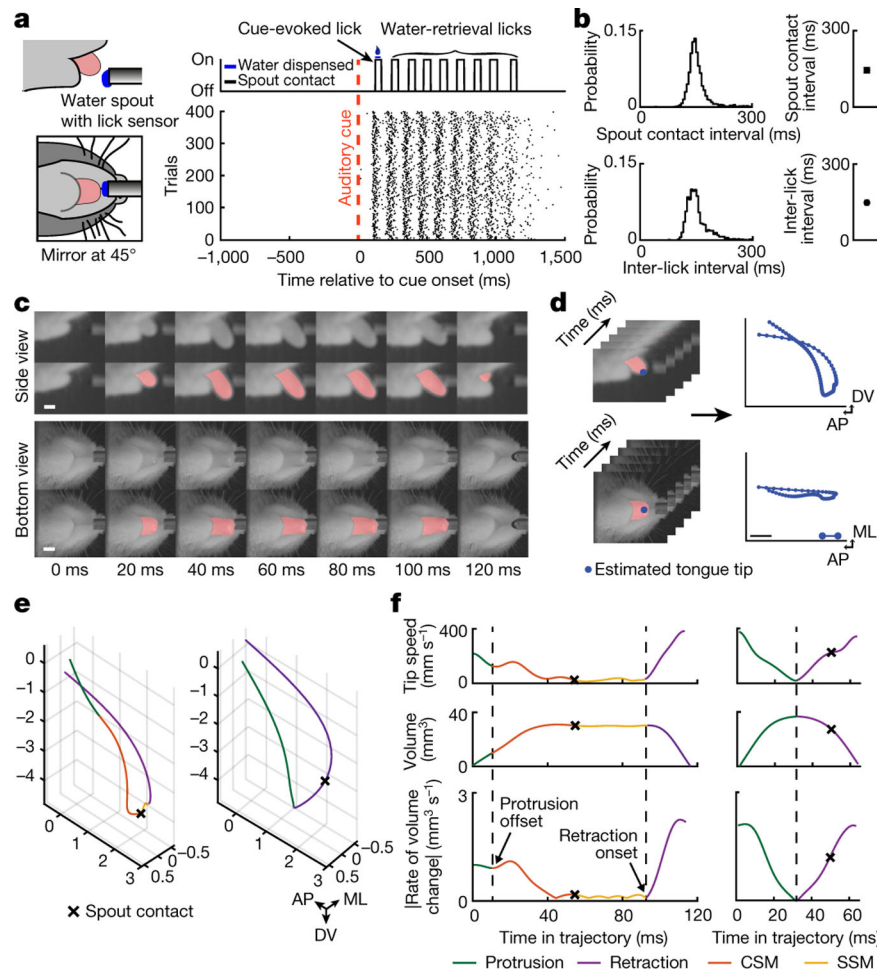 a
Cue-evoked lick
Water-retrieval licks
On
Off
Water dispensed
Spout contact
Water spout
with lick sensor
Mirror at 45°
Auditory cue
Trials
400
300
200
100
0
−1,000
−500
0
500
1,000
1,500
Time relative to cue onset (ms)
b
0.15
Probability
0
0
300
Spout contact interval (ms)
300
Spout contact
interval (ms)
0
0.15
Probability
0
0
300
Inter-lick interval (ms)
300
Inter-lick
interval (ms)
0
c
Side view
Bottom view
0 ms
20 ms
40 ms
60 ms
80 ms
100 ms
120 ms
d
Time (ms)
DV
AP
Time (ms)
ML
AP
Estimated tongue tip
e
0
−1
−2
−3
−4
0
1
2
3
0.5
0
−0.5
0
−1
−2
−3
−4
0
1
2
3
0.5
0
−0.5
Spout contact
AP
ML
DV
f
400
Tip speed
(mm s⁻¹)
0
40
Volume
(mm³)
0
3
|Rate of volume
change| (mm³ s⁻¹)
0
Protrusion
offset
Retraction
onset
0
40
80
120
Time in trajectory (ms)
0
20
40
60
Time in trajectory (ms)
Protrusion
Retraction
CSM
SSM